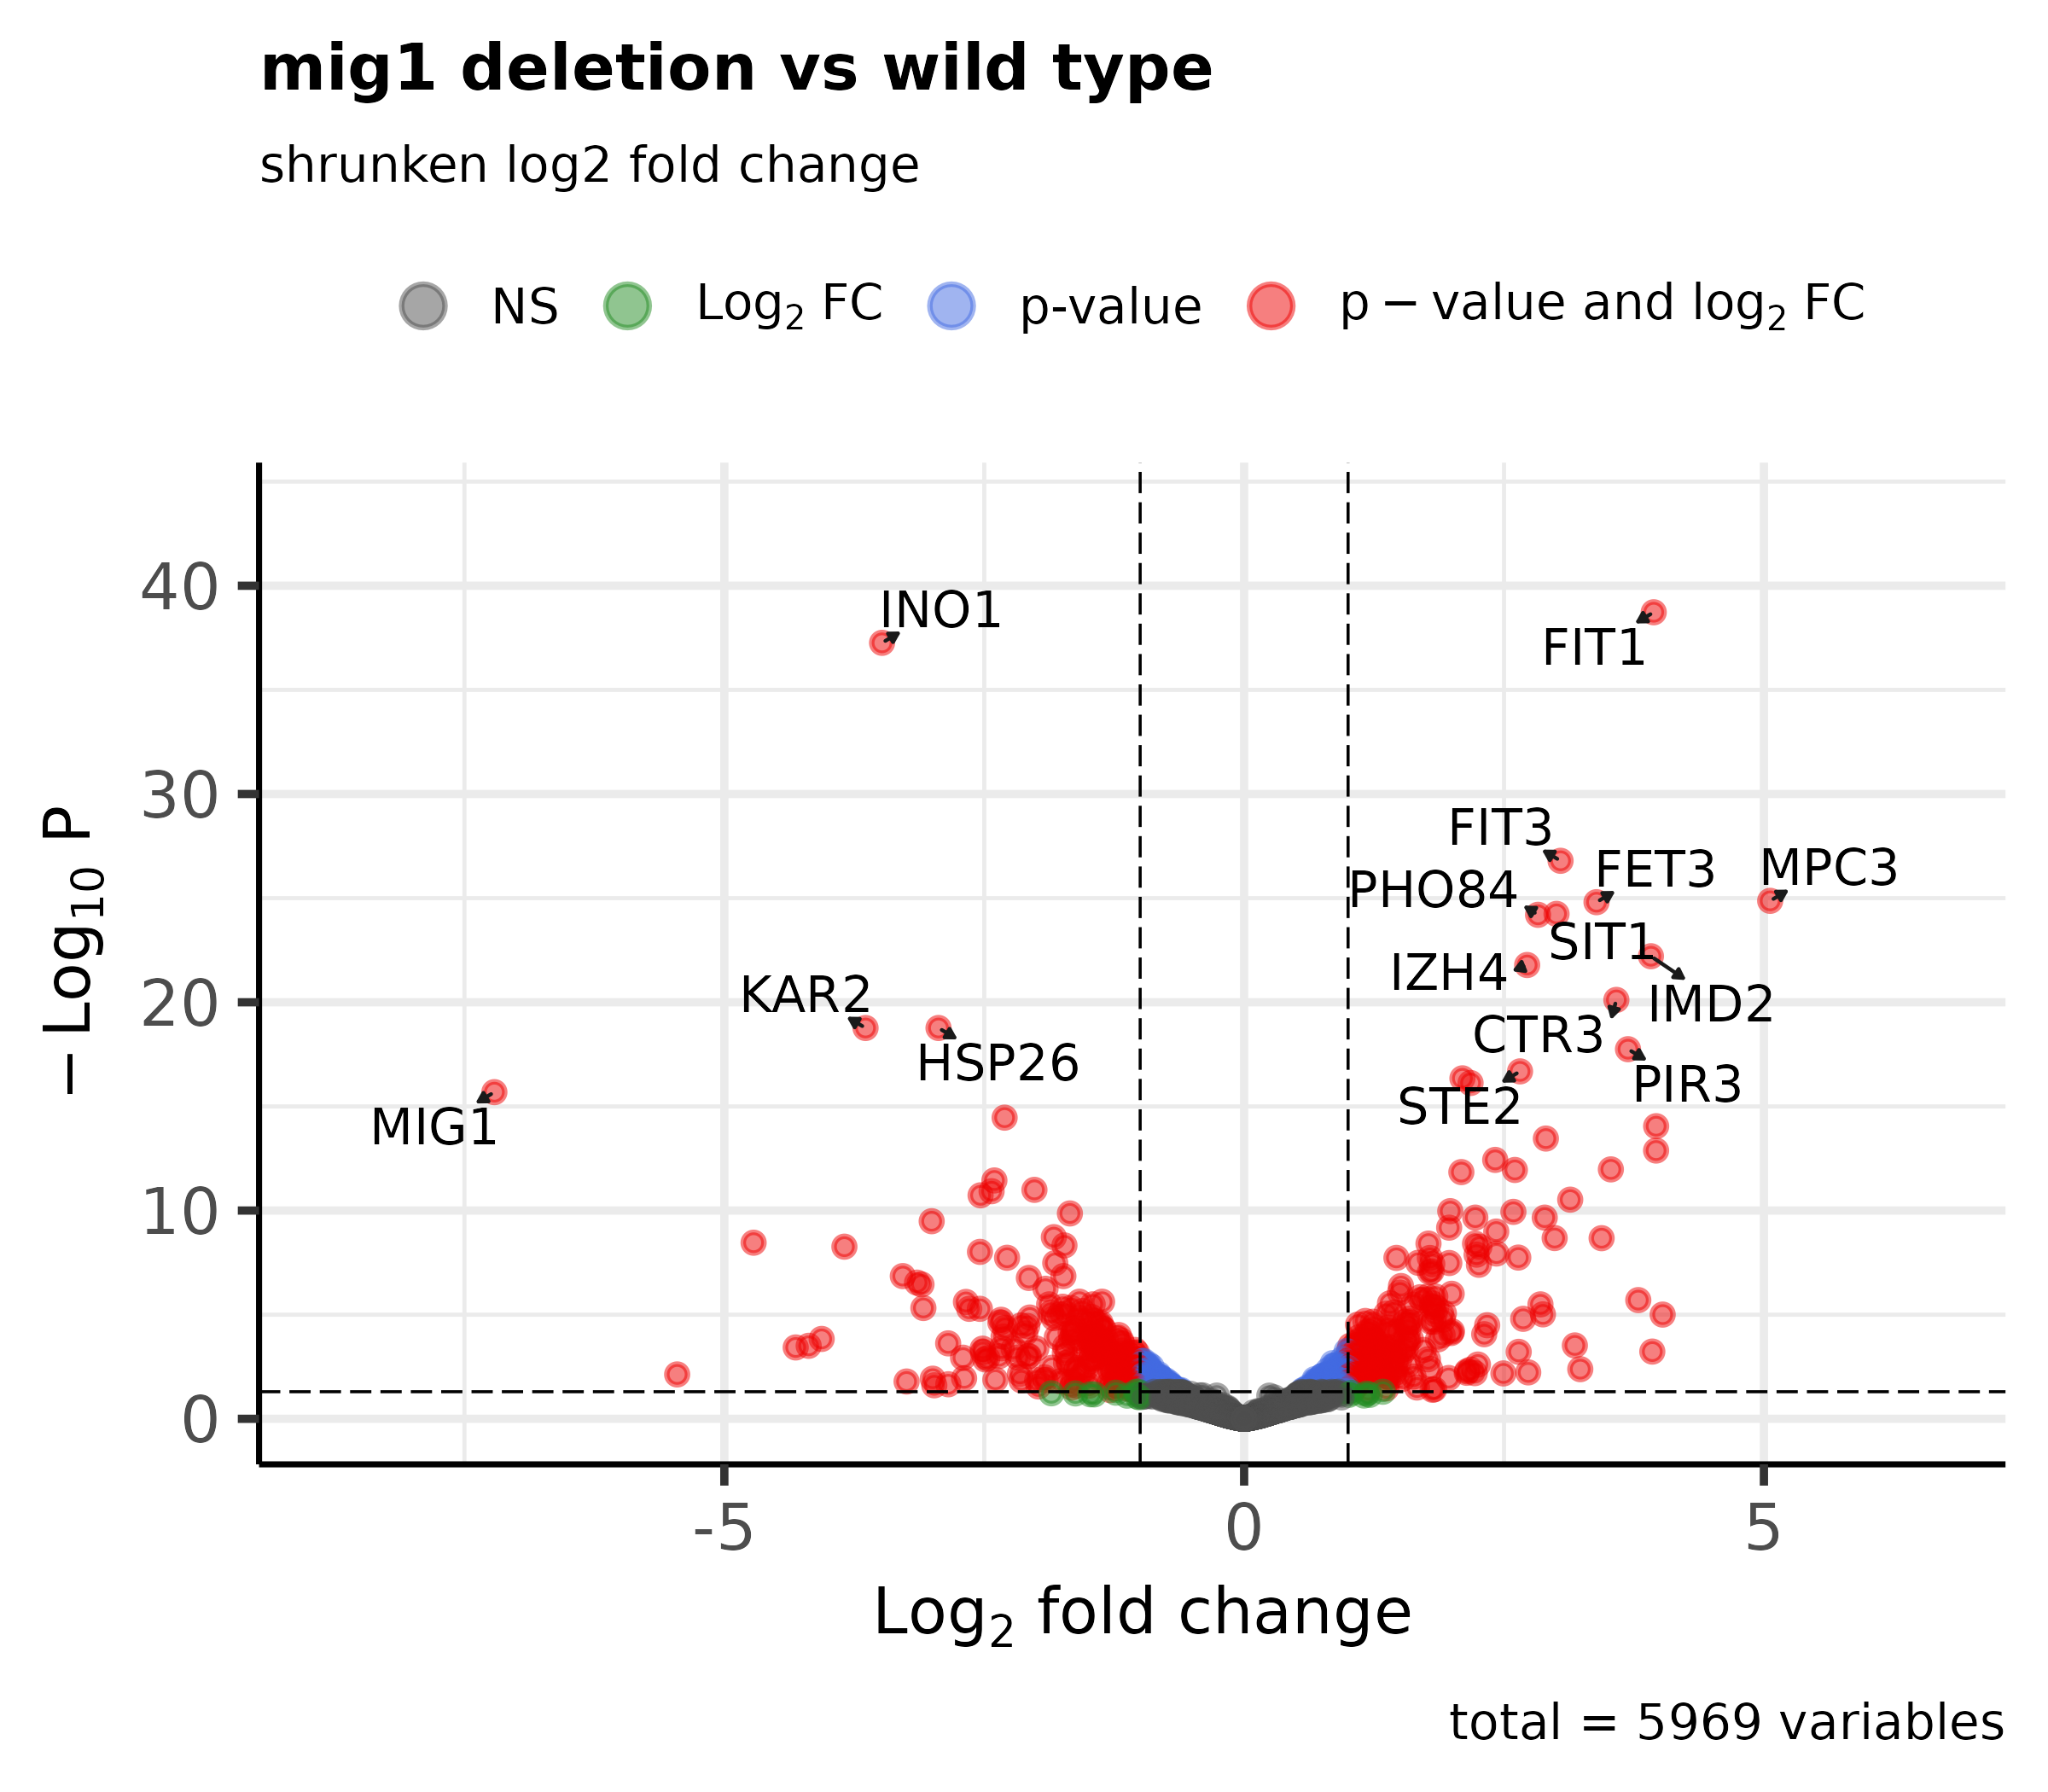 mig1 deletion vs wild type
shrunken log2 fold change
NS Log₂ FC p-value p − value and log₂ FC
40
30
20
10
0
− Log₁₀ P
INO1
FIT1
FIT3
FET3
MPC3
PHO84
SIT1
IZH4
KAR2
IMD2
CTR3
HSP26
PIR3
STE2
MIG1
-5 0 5
Log₂ fold change
total = 5969 variables